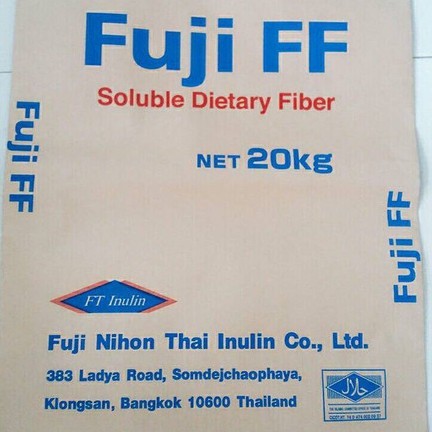 Fuji FF
Soluble Dietary Fiber
NET 20kg
Fuji FF
Fuji FF
FT Inulin
Fuji Nihon Thai Inulin Co., Ltd.
383 Ladya Road, Somdejchaophaya,
Klongsan, Bangkok 10600 Thailand
حلال